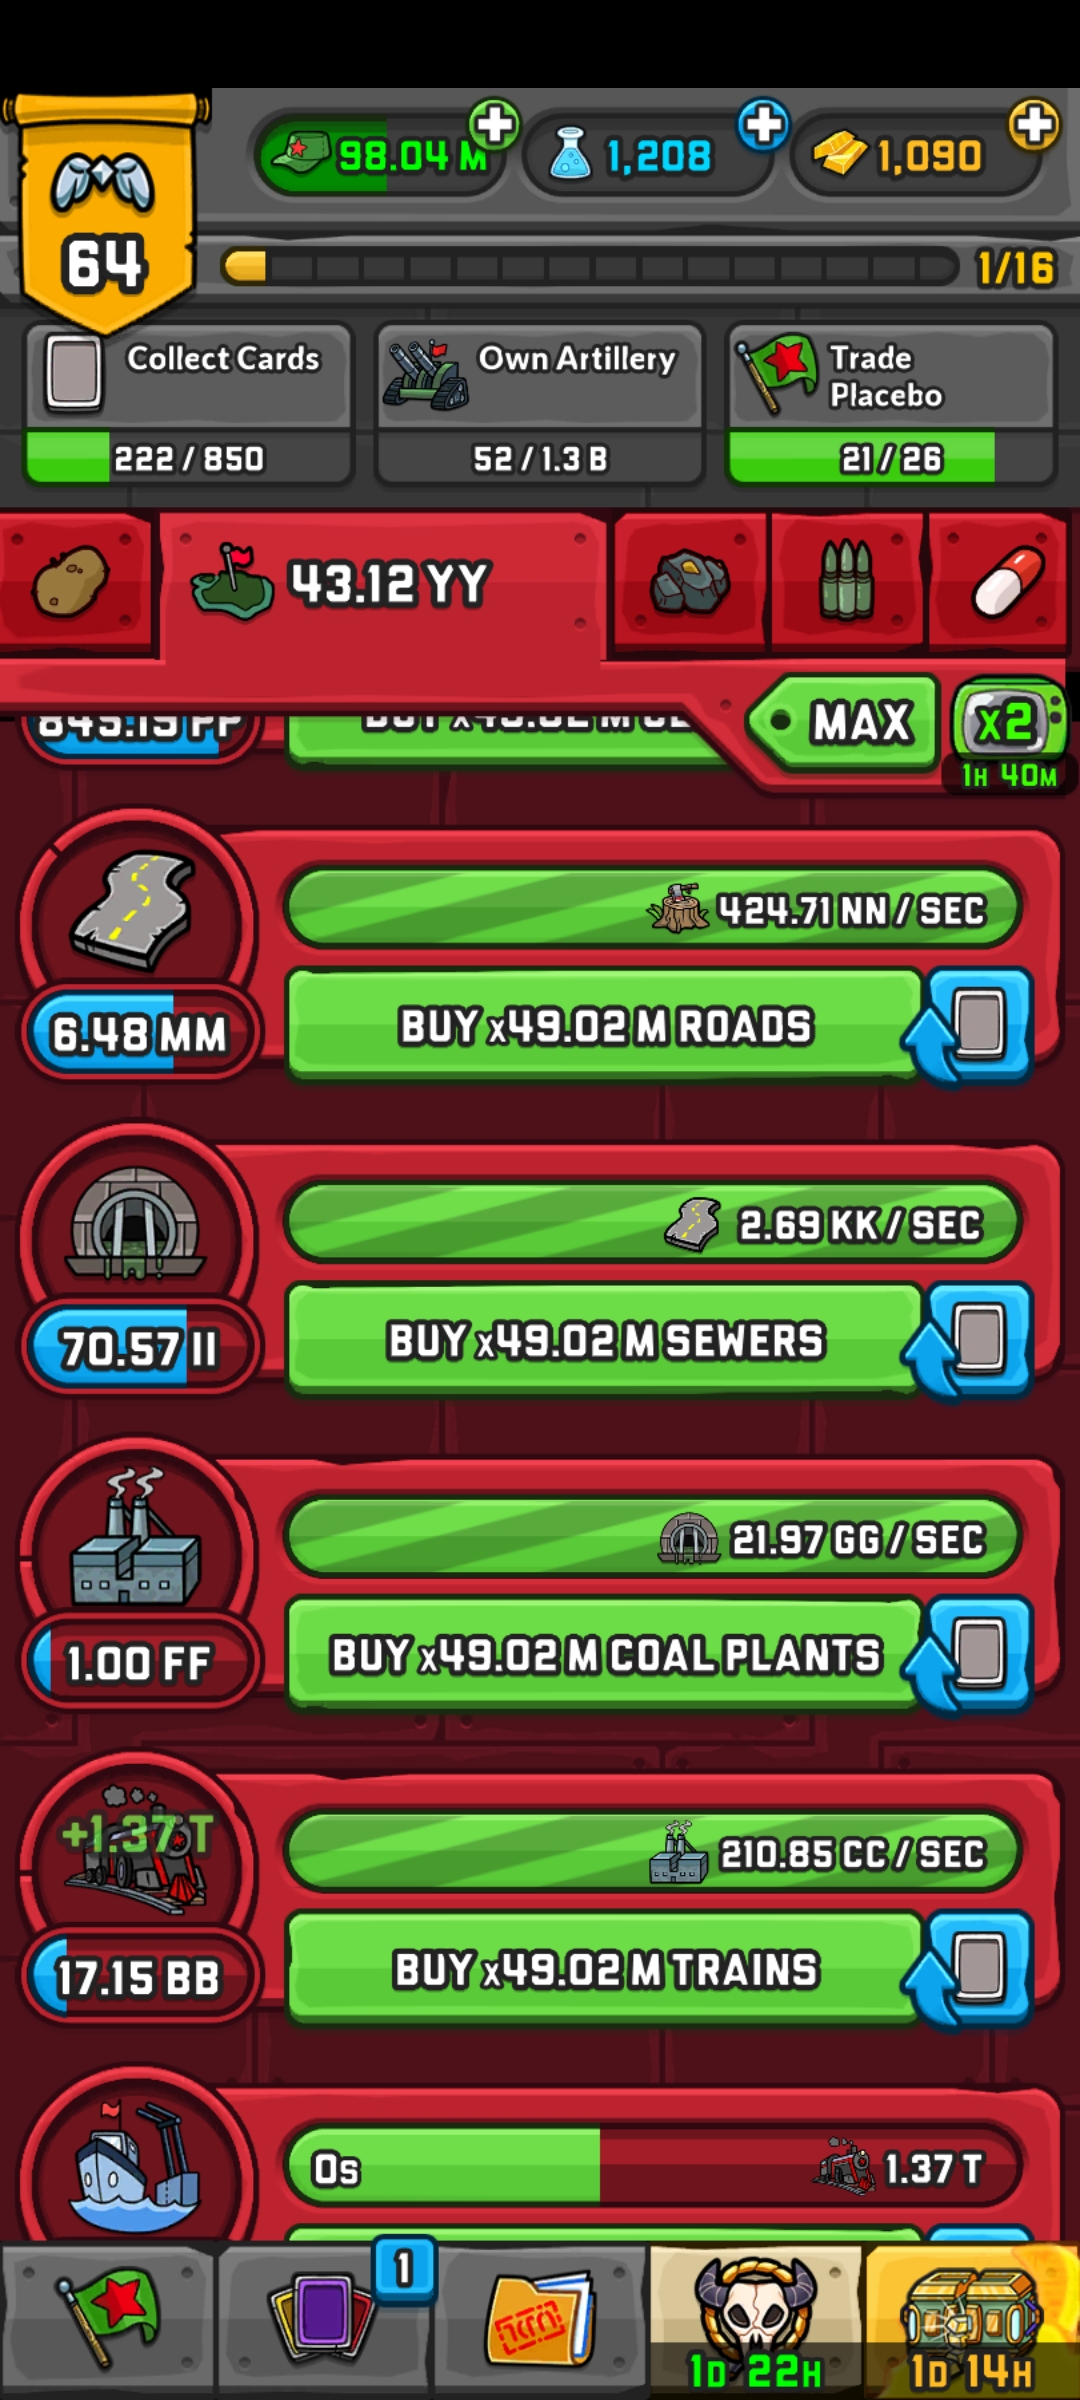 98.04 M
1,208
1,090
64
1/16
Collect Cards
222 / 850
Own Artillery
52 / 1.3 B
Trade
Placebo
21 / 26
43.12 YY
MAX
x2
1H 40M
845.15 PP
424.71 NN / SEC
6.48 MM
BUY x49.02 M ROADS
2.69 KK / SEC
70.57 II
BUY x49.02 M SEWERS
21.97 GG / SEC
1.00 FF
BUY x49.02 M COAL PLANTS
+1.37 T
210.85 CC / SEC
17.15 BB
BUY x49.02 M TRAINS
0s
1.37 T
1
1D 22H
1D 14H